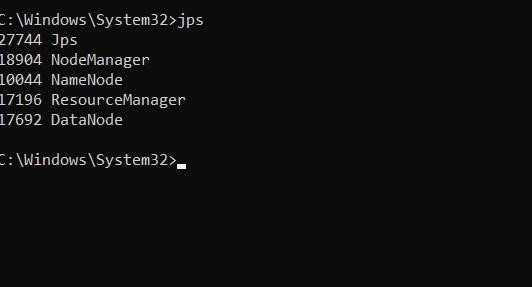 C:\Windows\System32>jps
27744 Jps
18904 NodeManager
10044 NameNode
17196 ResourceManager
17692 DataNode
C:\Windows\System32>